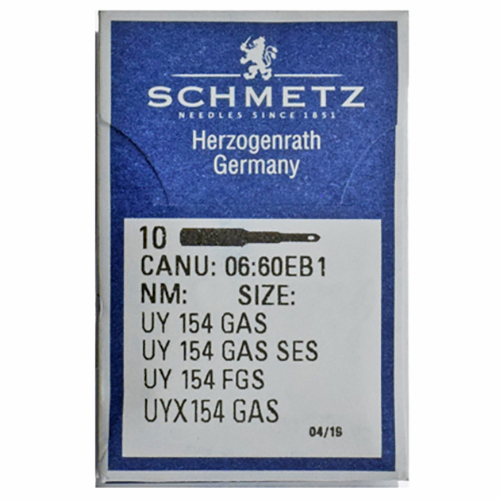 SCHMETZ
NEEDLES SINCE 1851
Herzogenrath
Germany
10
CANU: 06:60EB1
NM: SIZE:
UY 154 GAS
UY 154 GAS SES
UY 154 FGS
UYX154 GAS
04/19